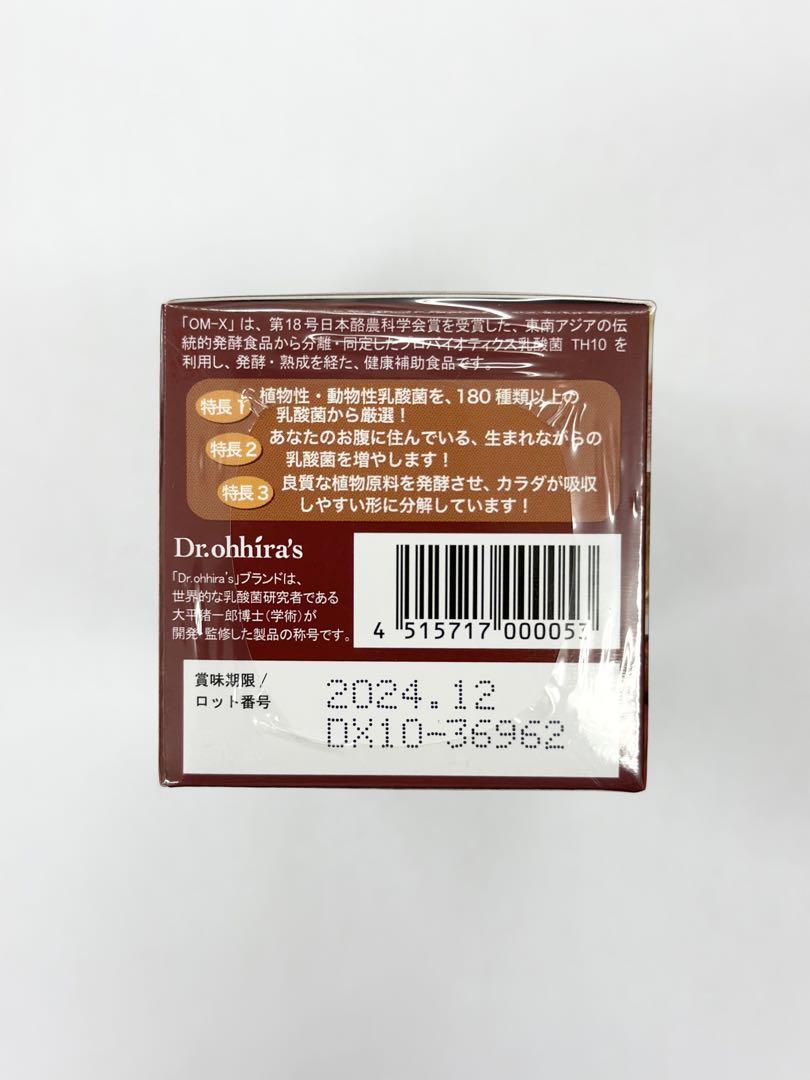 「OM-X」は、第18号日本酪農科学会賞を受賞した、東南アジアの伝
統的発酵食品から分離・同定したプロバイオティクス乳酸菌 TH10 を
利用し、発酵・熟成を経た、健康補助食品です。
特長1 植物性・動物性乳酸菌を、180種類以上の
乳酸菌から厳選！
特長2 あなたのお腹に住んでいる、生まれながらの
乳酸菌を増やします！
特長3 良質な植物原料を発酵させ、カラダが吸収
しやすい形に分解しています！
Dr.ohhira's
「Dr.ohhira's」ブランドは、
世界的な乳酸菌研究者である
大平猪一郎博士（学術）が
開発・監修した製品の称号です。
4 515717 000053
賞味期限/
ロット番号
2024.12
DX10-36962